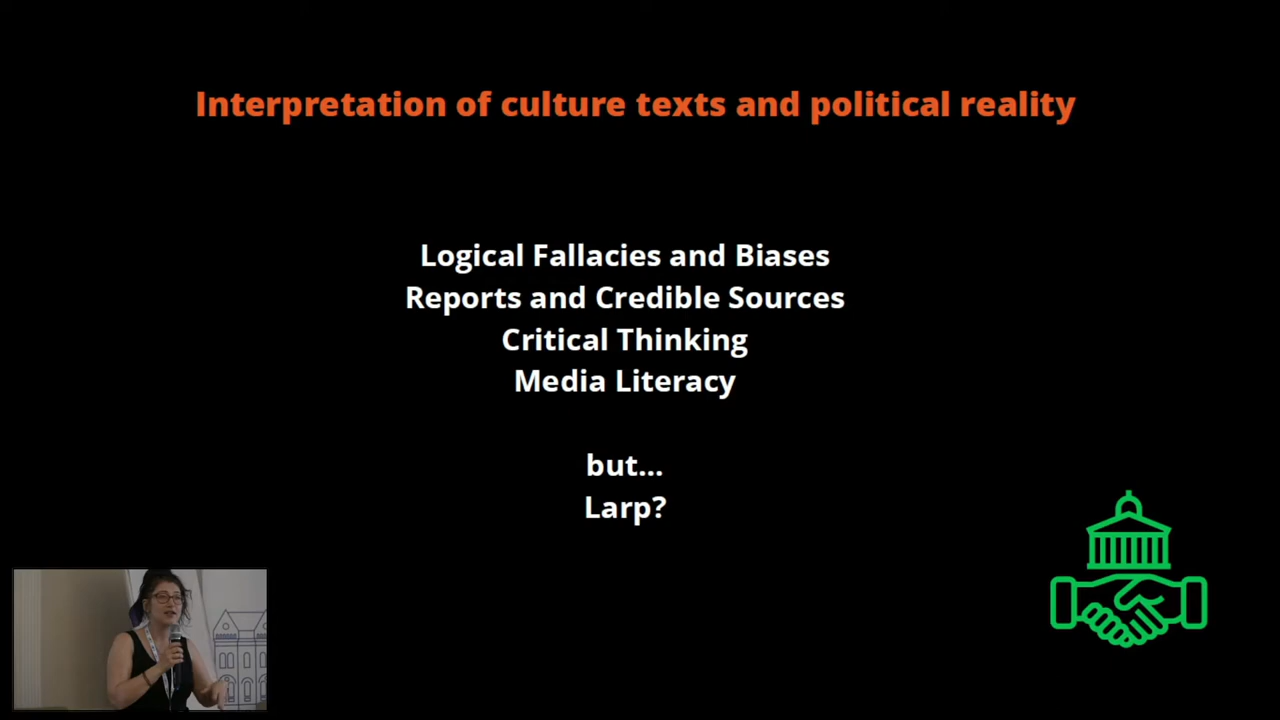 Interpretation of culture texts and political reality
Logical Fallacies and Biases
Reports and Credible Sources
Critical Thinking
Media Literacy
but...
Larp?